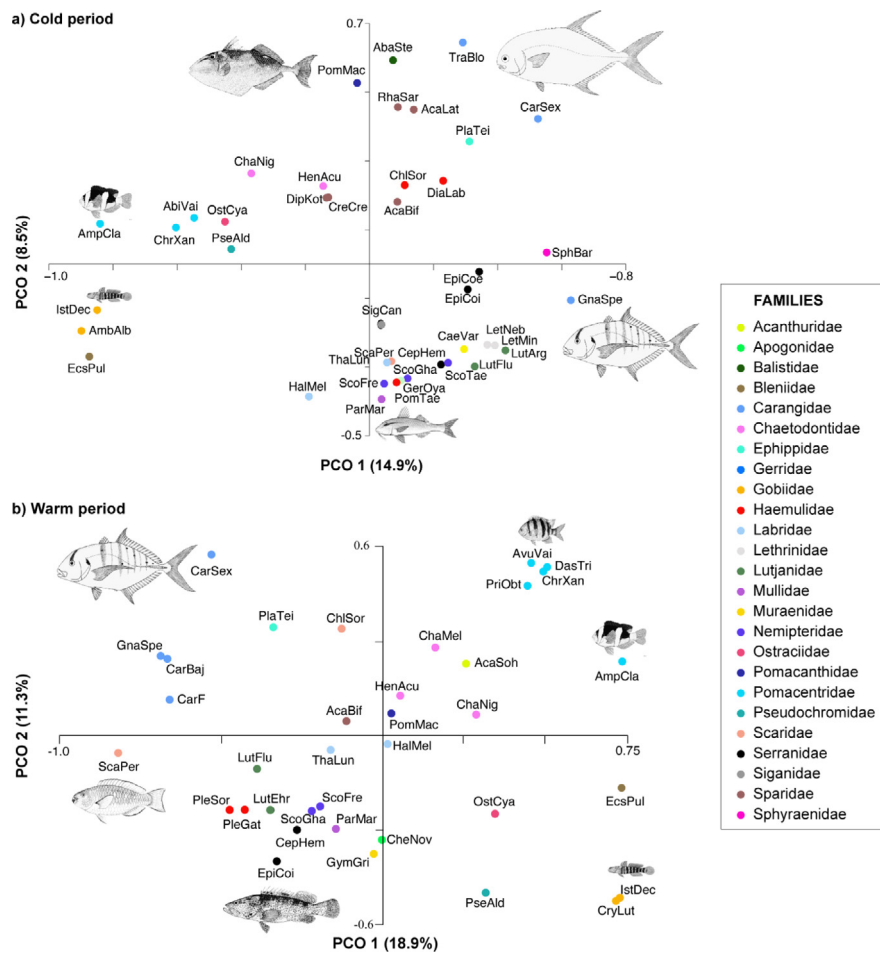 a) Cold period
0.7
AbaSte
TraBlo
PomMac
RhaSar
AcaLat
CarSex
PlaTei
ChaNig
HenAcu
ChlSor
DiaLab
DipKot
CreCre
AcaBif
AbiVai
OstCya
AmpCla
ChrXan
PseAld
SphBar
PCO 2 (8.5%)
−1.0
−0.8
EpiCoe
EpiCoi
GnaSpe
IstDec
AmbAlb
EcsPul
SigCan
CaeVar
LetNeb
LetMin
LutArg
ScaPer
CepHem
ThaLun
ScoGha
ScoTae
LutFlu
ScoFre
GerOya
HalMel
PomTae
ParMar
-0.5
PCO 1 (14.9%)
FAMILIES
Acanthuridae
Apogonidae
Balistidae
Bleniidae
Carangidae
Chaetodontidae
Ephippidae
Gerridae
Gobiidae
Haemulidae
Labridae
Lethrinidae
Lutjanidae
Mullidae
Muraenidae
Nemipteridae
Ostraciidae
Pomacanthidae
Pomacentridae
Pseudochromidae
Scaridae
Serranidae
Siganidae
Sparidae
Sphyraenidae
b) Warm period
0.6
CarSex
AvuVai
DasTri
PriObt
ChrXan
PlaTei
ChlSor
ChaMel
AcaSoh
AmpCla
GnaSpe
CarBaj
CarF
HenAcu
AcaBif
PomMac
ChaNig
PCO 2 (11.3%)
-1.0
0.75
ScaPer
HalMel
ThaLun
LutFlu
EcsPul
PleSor
LutEhr
ScoFre
OstCya
PleGat
ScoGha
ParMar
CepHem
CheNov
GymGri
EpiCoi
PseAld
IstDec
CryLut
-0.6
PCO 1 (18.9%)